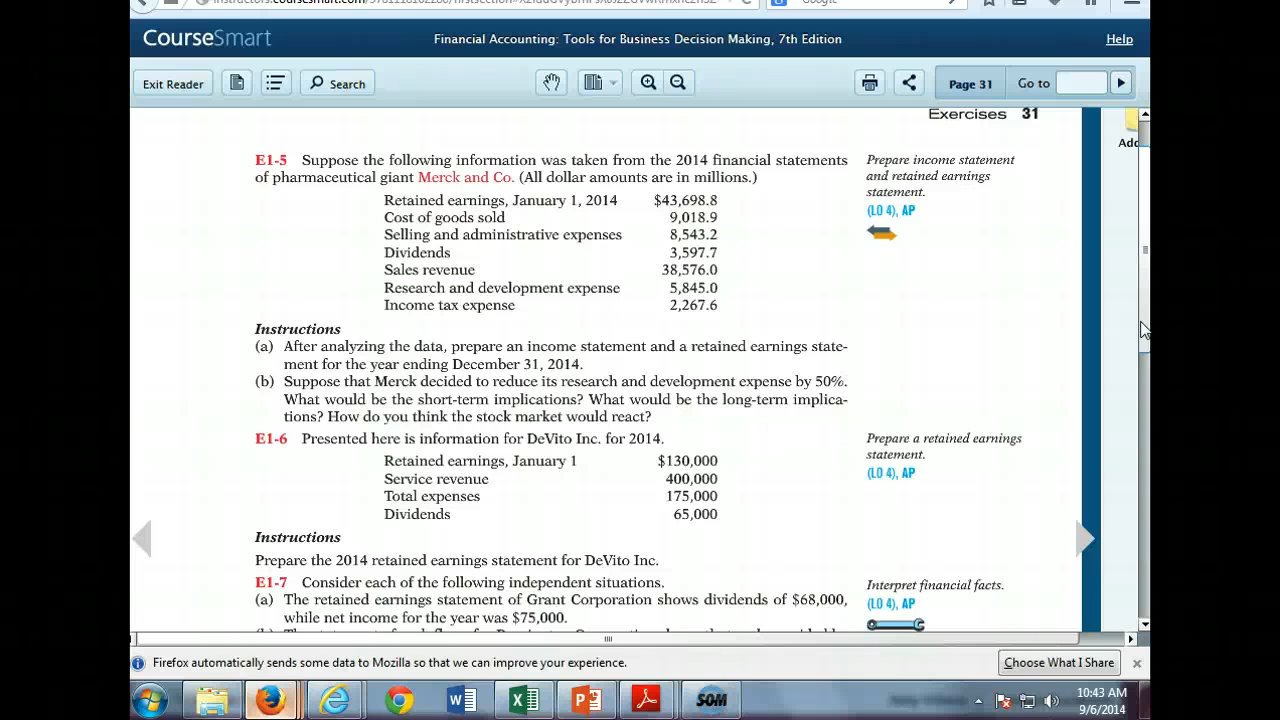 CourseSmart
Financial Accounting: Tools for Business Decision Making, 7th Edition
Help
Exit Reader
Search
Page 31
Go to
Exercises 31
E1-5 Suppose the following information was taken from the 2014 financial statements
of pharmaceutical giant Merck and Co. (All dollar amounts are in millions.)
Prepare income statement
and retained earnings
statement.
(LO 4), AP
Retained earnings, January 1, 2014 $43,698.8
Cost of goods sold 9,018.9
Selling and administrative expenses 8,543.2
Dividends 3,597.7
Sales revenue 38,576.0
Research and development expense 5,845.0
Income tax expense 2,267.6
Instructions
(a) After analyzing the data, prepare an income statement and a retained earnings state-
ment for the year ending December 31, 2014.
(b) Suppose that Merck decided to reduce its research and development expense by 50%.
What would be the short-term implications? What would be the long-term implica-
tions? How do you think the stock market would react?
E1-6 Presented here is information for DeVito Inc. for 2014.
Prepare a retained earnings
statement.
(LO 4), AP
Retained earnings, January 1 $130,000
Service revenue 400,000
Total expenses 175,000
Dividends 65,000
Instructions
Prepare the 2014 retained earnings statement for DeVito Inc.
E1-7 Consider each of the following independent situations.
(a) The retained earnings statement of Grant Corporation shows dividends of $68,000,
while net income for the year was $75,000.
Interpret financial facts.
(LO 4), AP
Firefox automatically sends some data to Mozilla so that we can improve your experience.
Choose What I Share
SOM
10:43 AM
9/6/2014